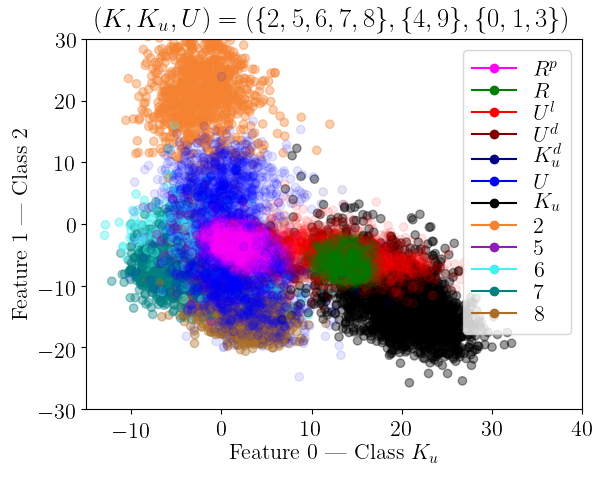 (K, K_u, U) = ({2, 5, 6, 7, 8}, {4, 9}, {0, 1, 3})
30
20
10
0
−10
−20
−30
Feature 1 — Class 2
R^p
R
U^l
U^d
K_u^d
U
K_u
2
5
6
7
8
−10
0
10
20
30
40
Feature 0 — Class K_u